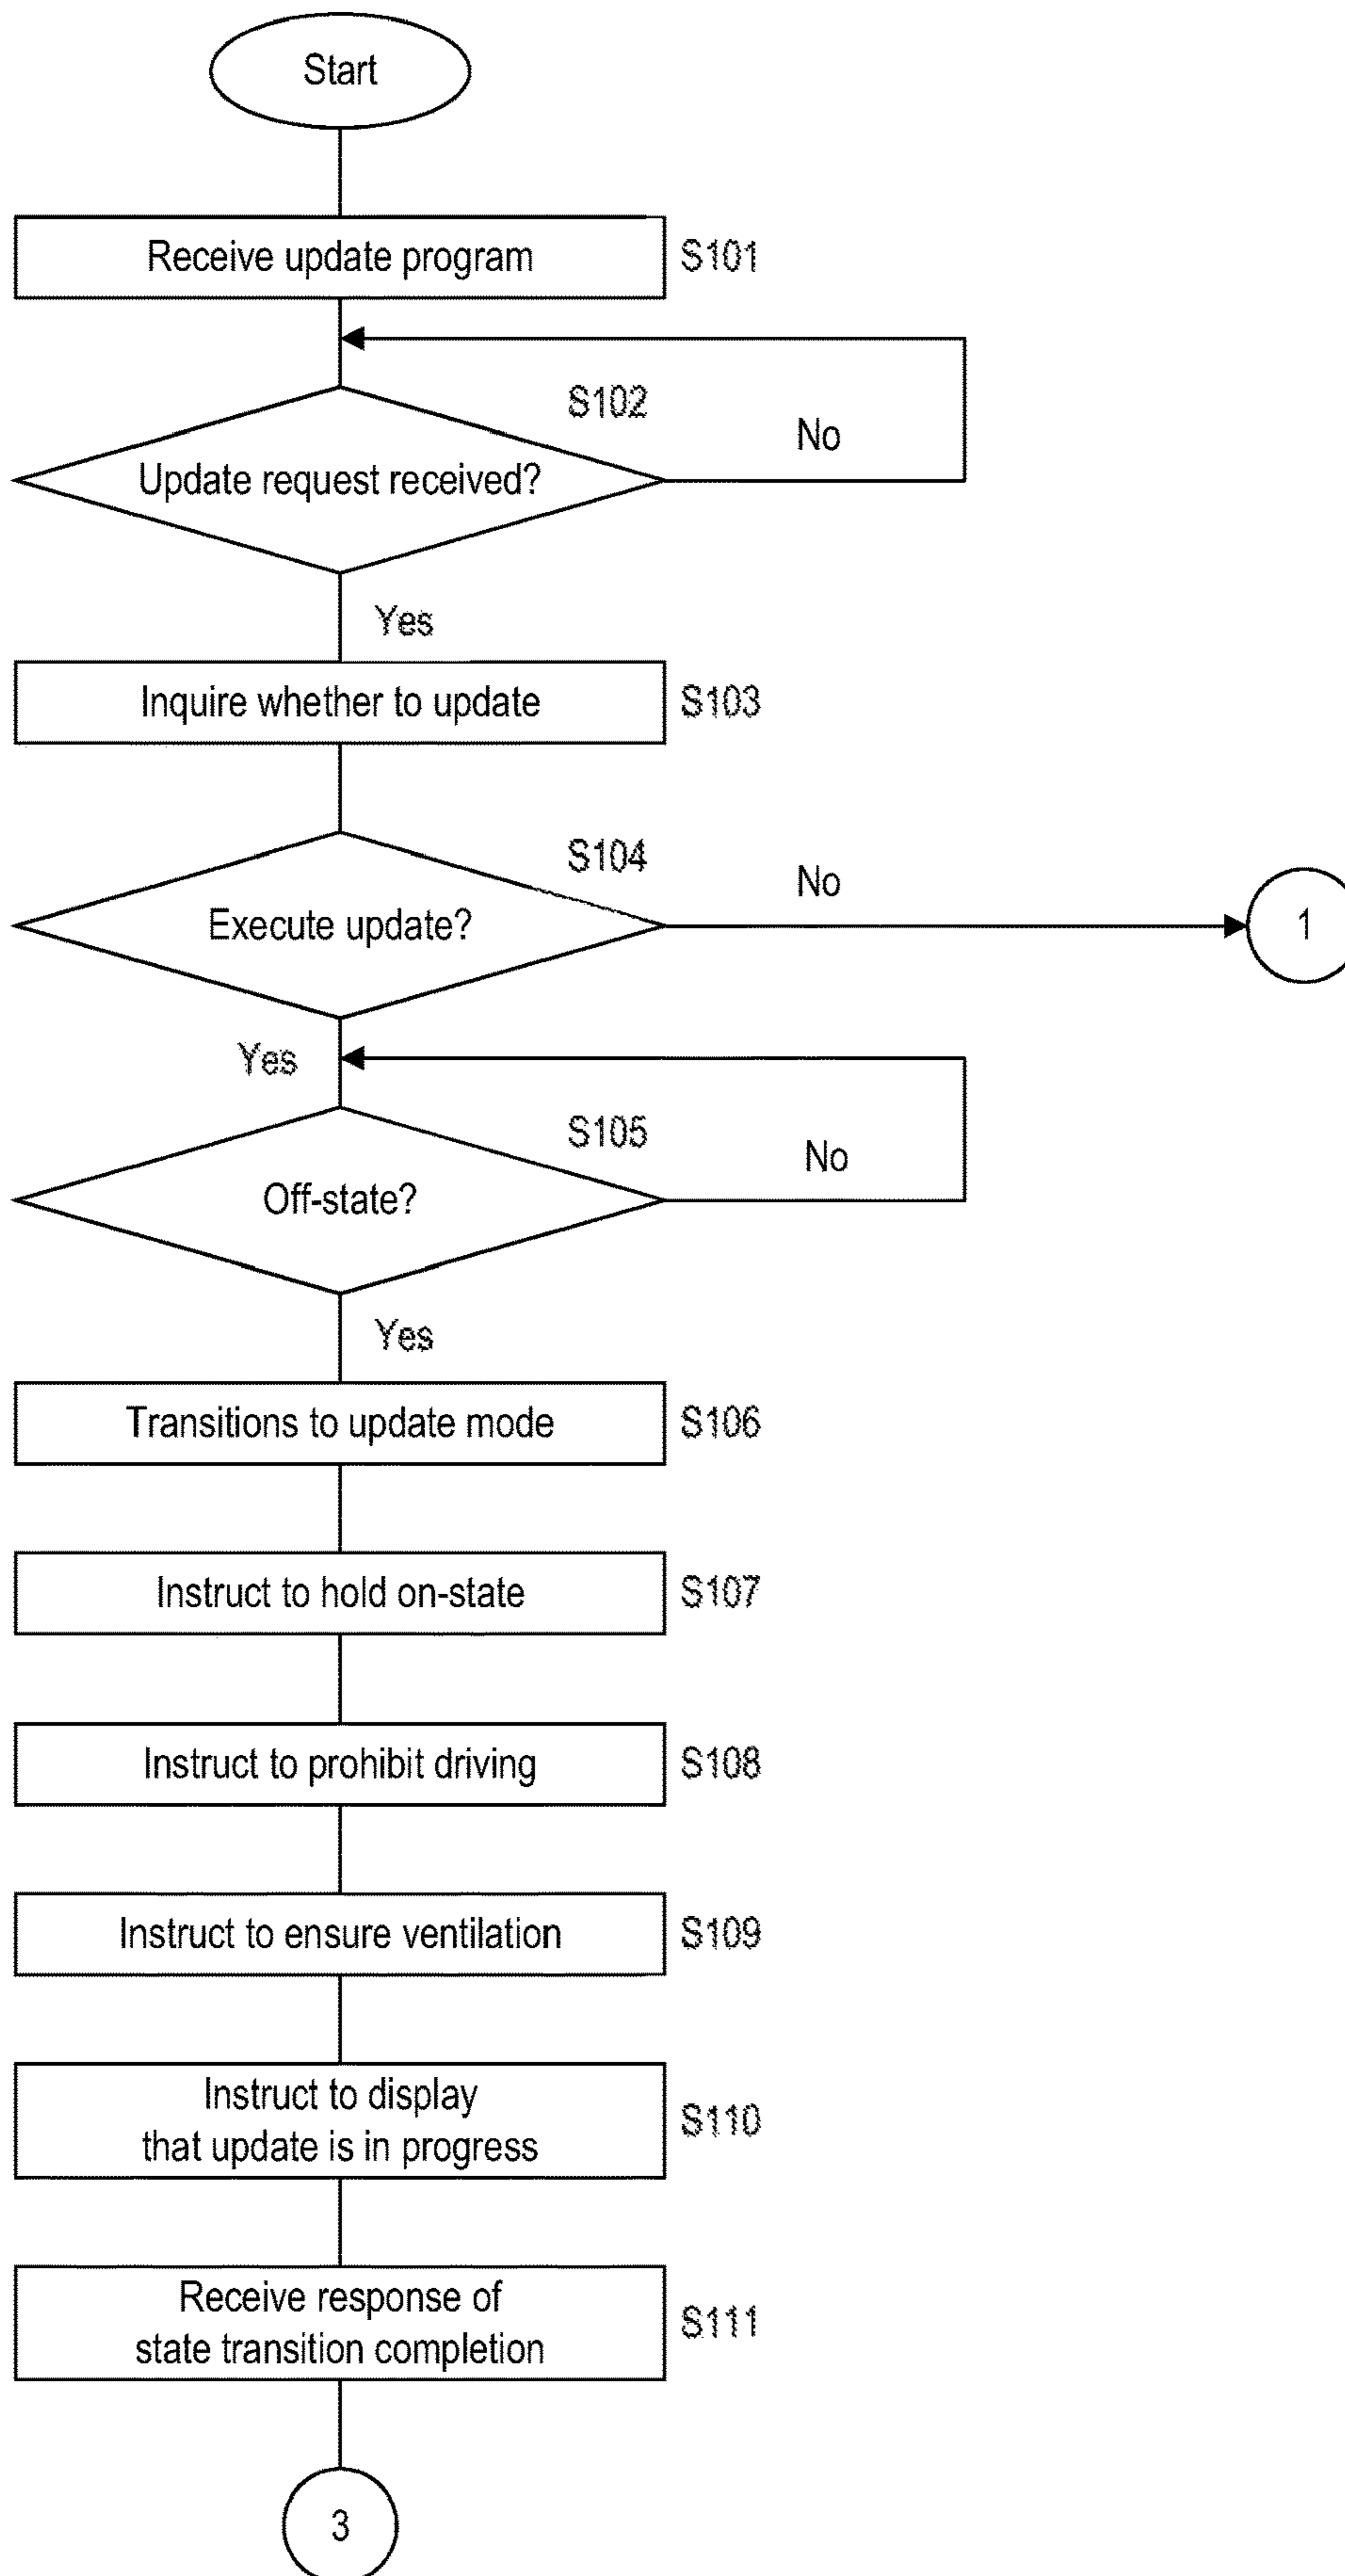 Start
Receive update program
S101
S102
No
Update request received?
Yes
Inquire whether to update
S103
S104
No
Execute update?
1
Yes
S105
No
Off-state?
Yes
Transitions to update mode
S106
Instruct to hold on-state
S107
Instruct to prohibit driving
S108
Instruct to ensure ventilation
S109
Instruct to display
that update is in progress
S110
Receive response of
state transition completion
S111
3